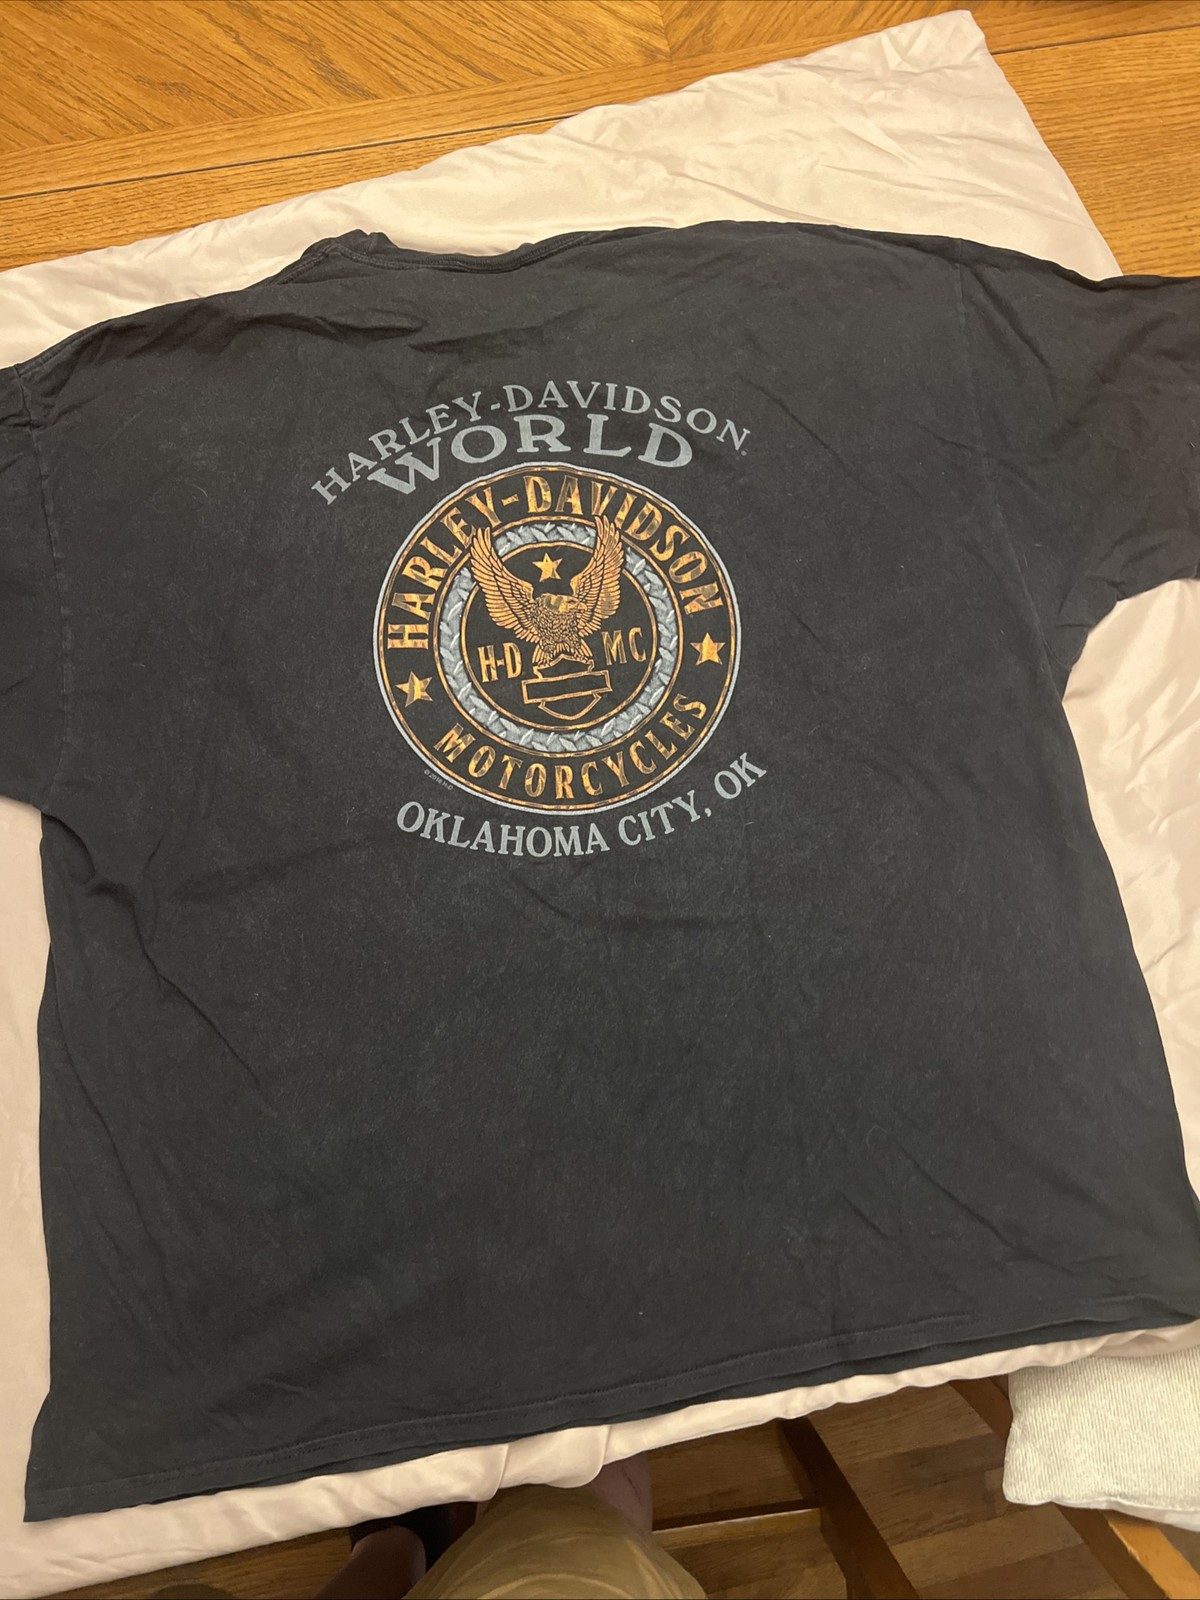 HARLEY-DAVIDSON
WORLD
HARLEY-DAVIDSON
H-D MC
MOTORCYCLES
OKLAHOMA CITY, OK